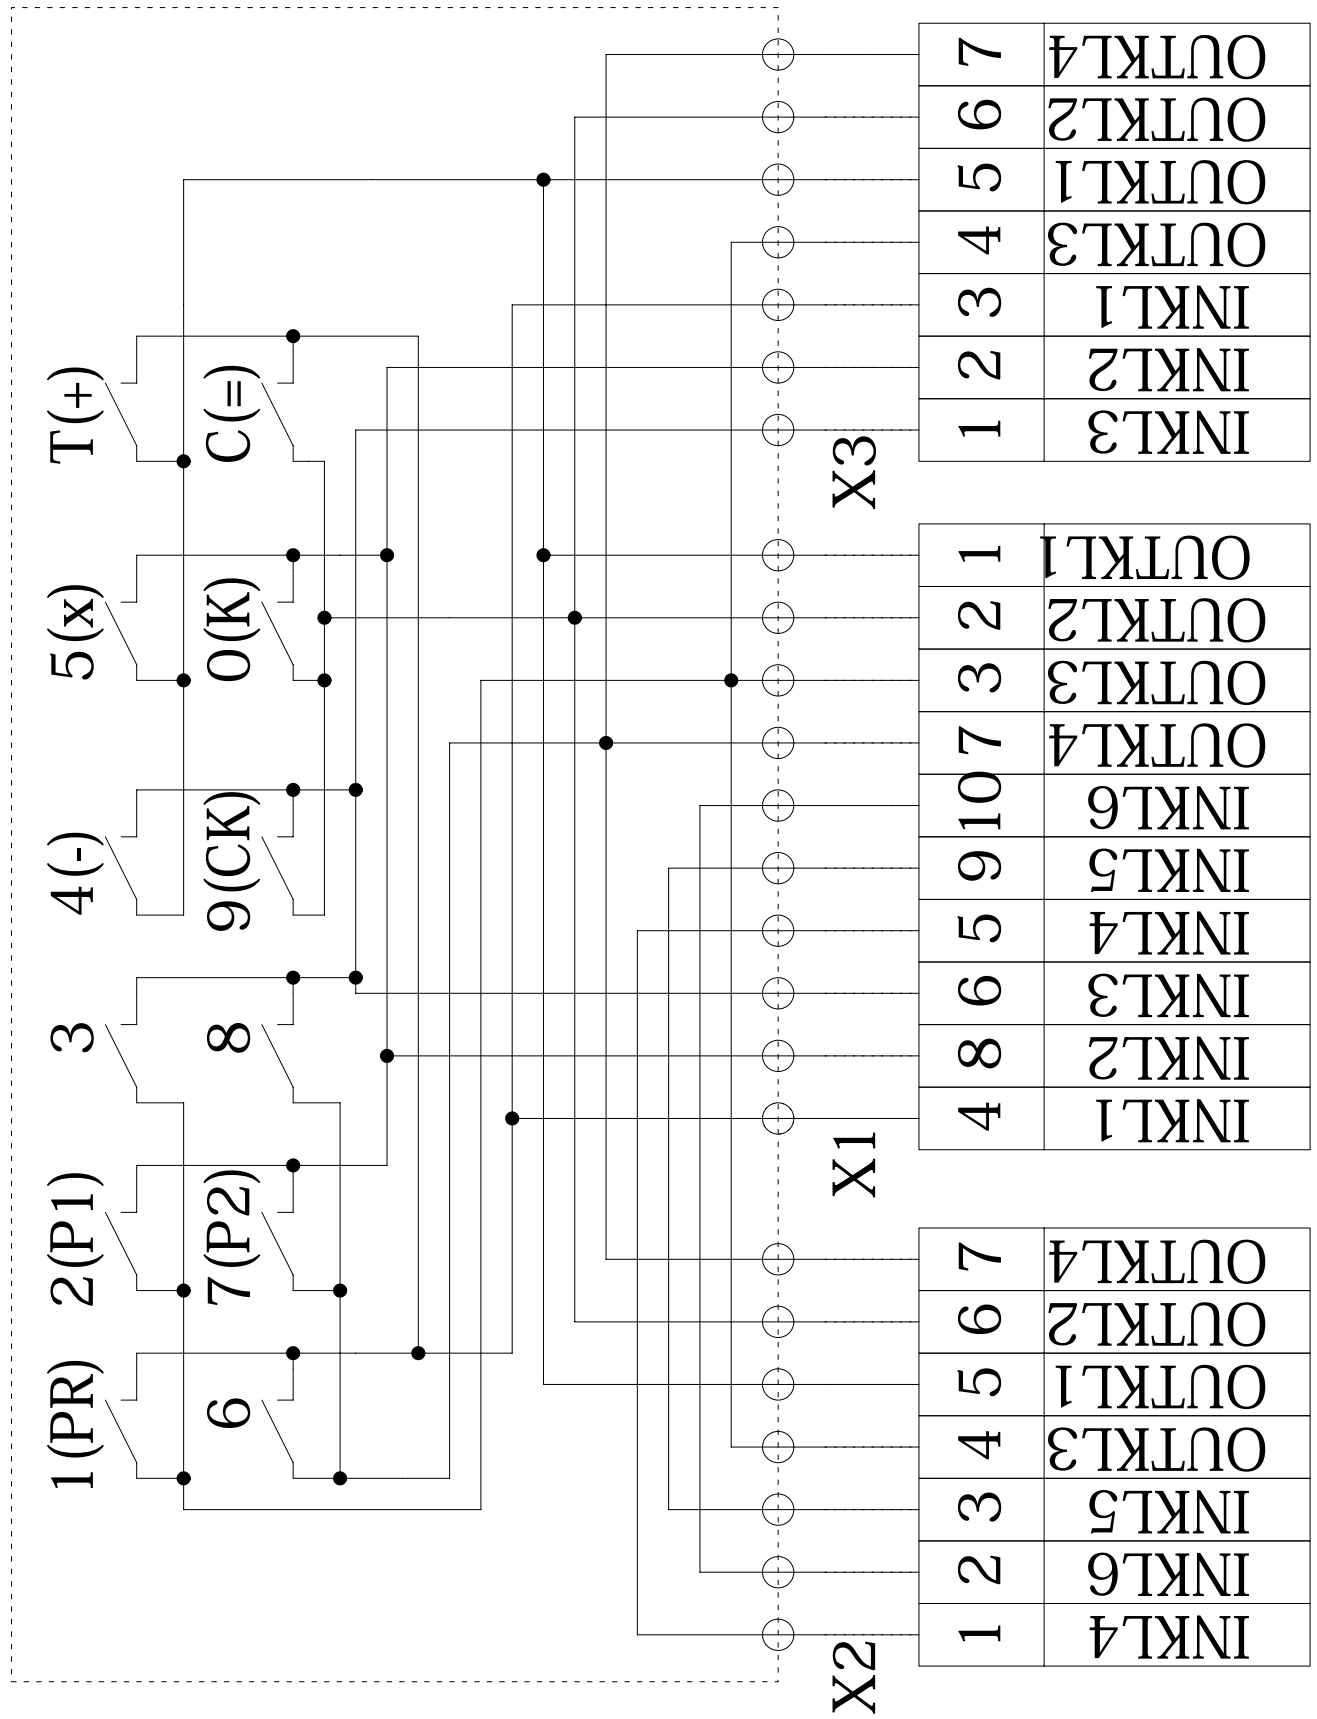 7 OUTKL4
6 OUTKL2
5 OUTKL1
4 OUTKL3
3 INKL1
2 INKL2
1 INKL3
X3
1 OUTKL1
2 OUTKL2
3 OUTKL3
7 OUTKL4
10 INKL6
9 INKL5
5 INKL4
6 INKL3
8 INKL2
4 INKL1
X1
7 OUTKL4
6 OUTKL2
5 OUTKL1
4 OUTKL3
3 INKL5
2 INKL6
1 INKL4
X2
T(+)
C(=)
5(x)
0(K)
4(-)
9(CK)
3
8
2(P1)
7(P2)
1(PR)
6